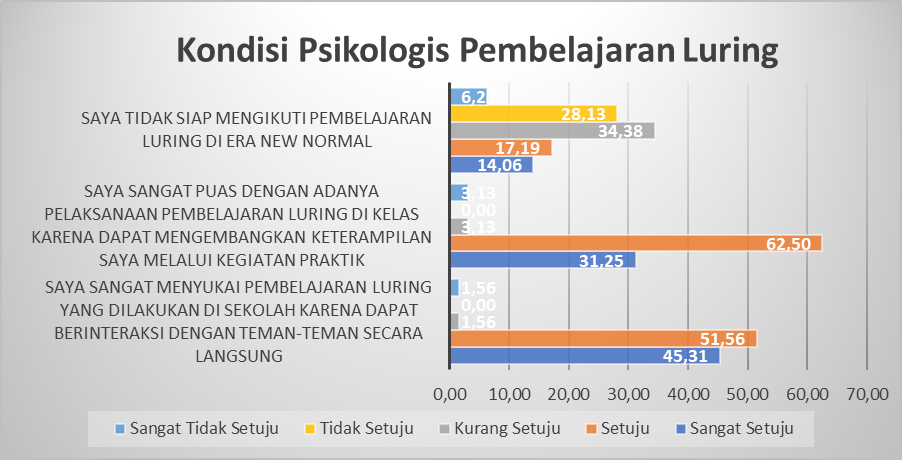 Kondisi Psikologis Pembelajaran Luring
SAYA TIDAK SIAP MENGIKUTI PEMBELAJARAN
LURING DI ERA NEW NORMAL
6,2
28,13
34,38
17,19
14,06
SAYA SANGAT PUAS DENGAN ADANYA
PELAKSANAAN PEMBELAJARAN LURING DI KELAS
KARENA DAPAT MENGEMBANGKAN KETERAMPILAN
SAYA MELALUI KEGIATAN PRAKTIK
3,13
0,00
3,13
62,50
31,25
SAYA SANGAT MENYUKAI PEMBELAJARAN LURING
YANG DILAKUKAN DI SEKOLAH KARENA DAPAT
BERINTERAKSI DENGAN TEMAN-TEMAN SECARA
LANGSUNG
1,56
0,00
1,56
51,56
45,31
0,00 10,00 20,00 30,00 40,00 50,00 60,00 70,00
Sangat Tidak Setuju Tidak Setuju Kurang Setuju Setuju Sangat Setuju